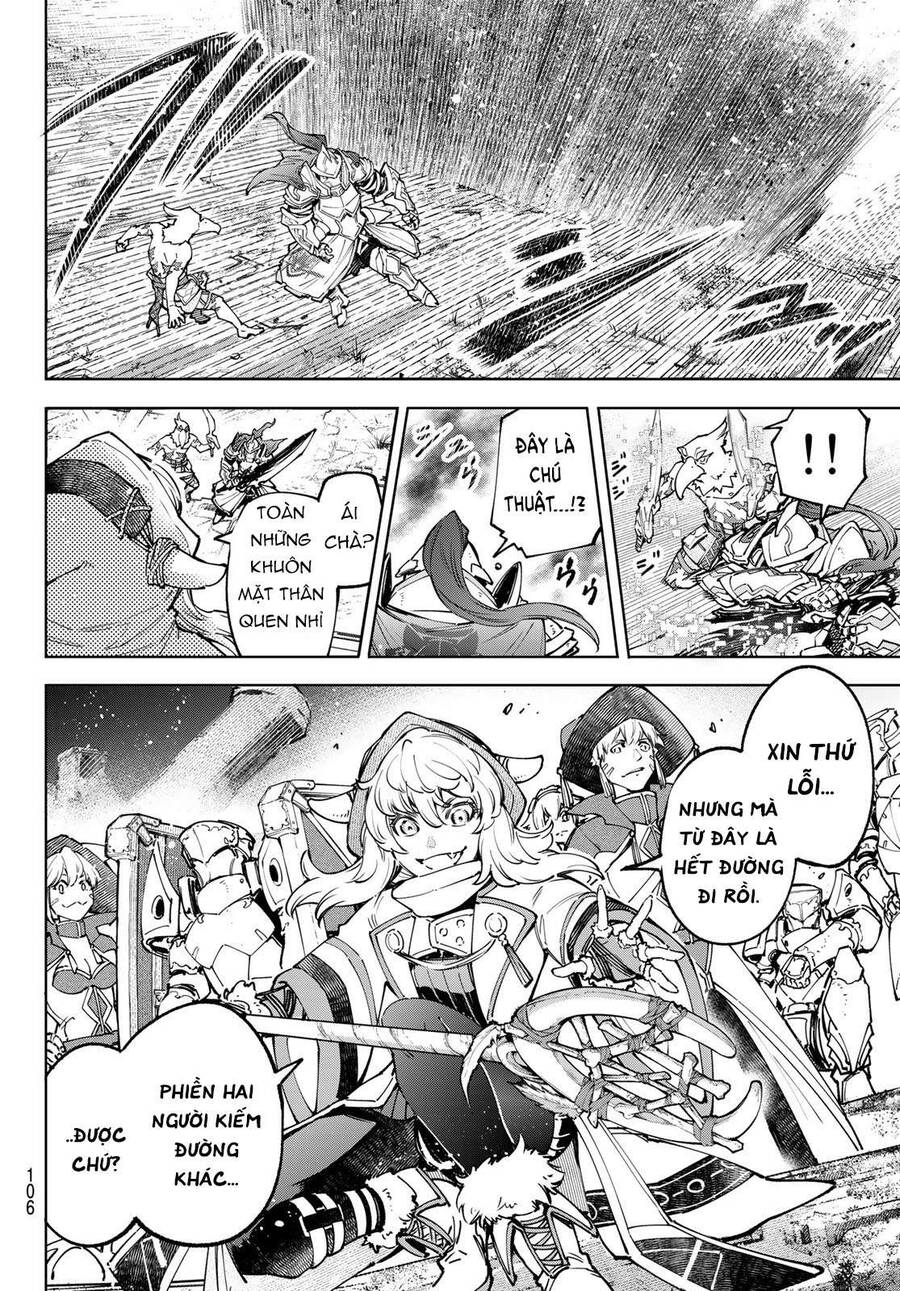 !!
ĐÂY LÀ
CHÚ
THUẬT...!?
ÁI
CHÀ?
TOÀN
NHỮNG
KHUÔN
MẶT THÂN
QUEN NHỈ
XIN THỨ
LỖI...
NHƯNG MÀ
TỪ ĐÂY LÀ
HẾT ĐƯỜNG
ĐI RỒI.
PHIỀN HAI
NGƯỜI KIẾM
ĐƯỜNG
KHÁC...
..ĐƯỢC
CHỨ?
106